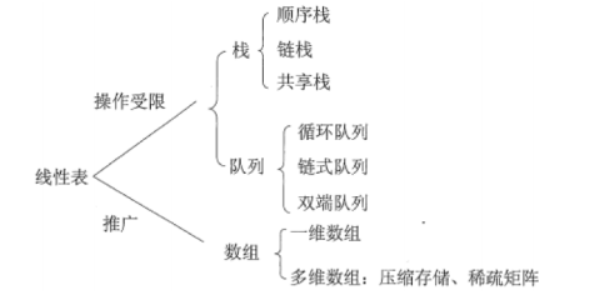 顺序栈
栈
链栈
共享栈
操作受限
循环队列
队列
链式队列
线性表
双端队列
推广
一维数组
数组
多维数组：压缩存储、稀疏矩阵